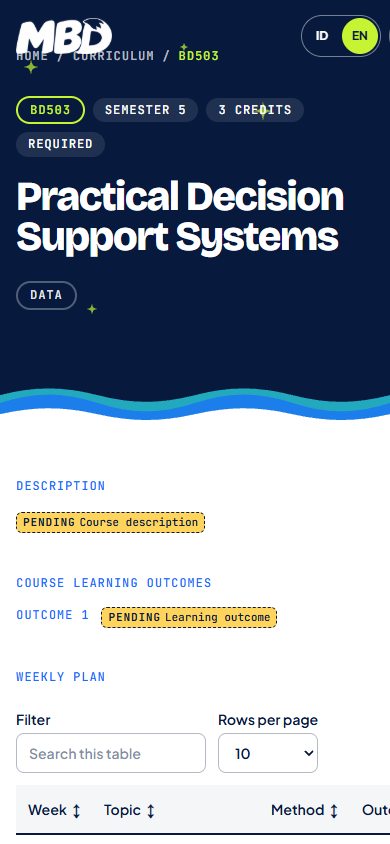 MBD
HOME / CURRICULUM / BD503
ID EN
BD503 SEMESTER 5 3 CREDITS
REQUIRED
Practical Decision
Support Systems
DATA
DESCRIPTION
PENDING Course description
COURSE LEARNING OUTCOMES
OUTCOME 1 PENDING Learning outcome
WEEKLY PLAN
Filter Rows per page
Search this table 10
Week Topic Method Outc